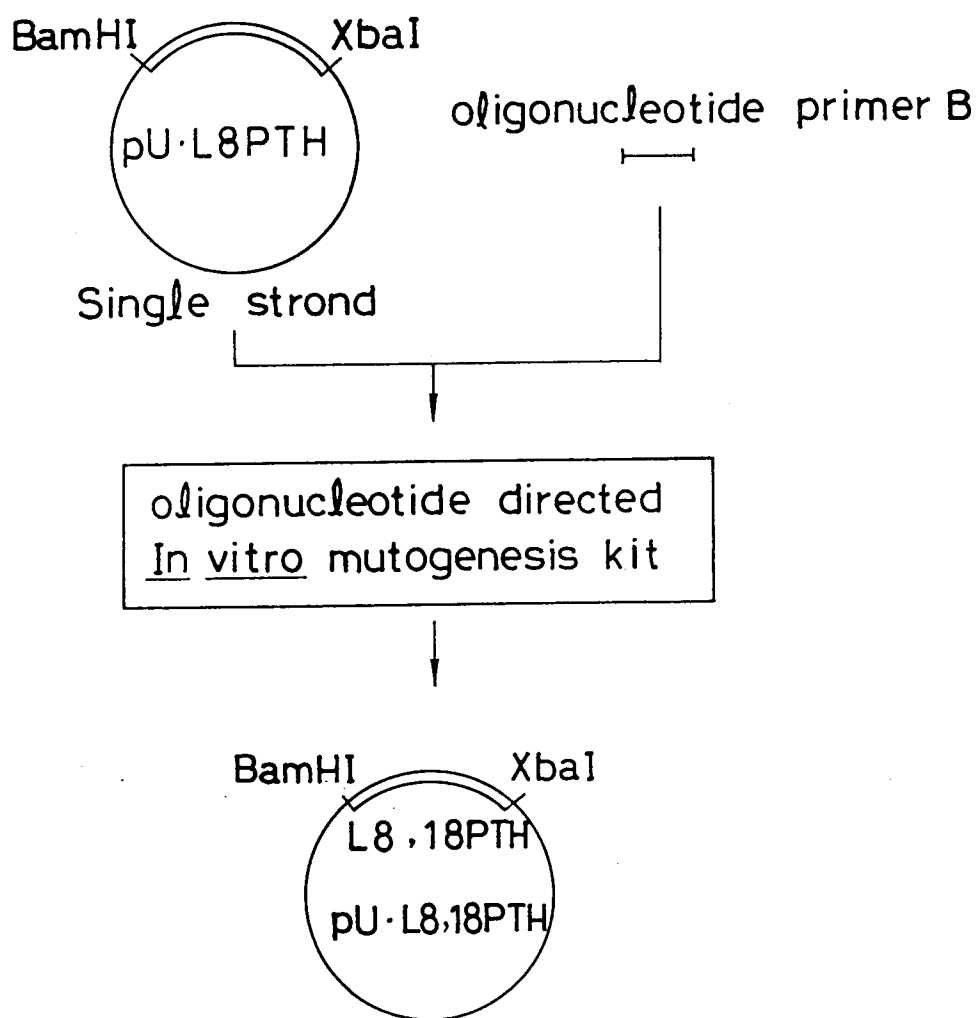 BamHI XbaI
pU·L8PTH
oligonucleotide primer B
Single strond
oligonucleotide directed
In vitro mutogenesis kit
BamHI XbaI
L8,18PTH
pU·L8,18PTH